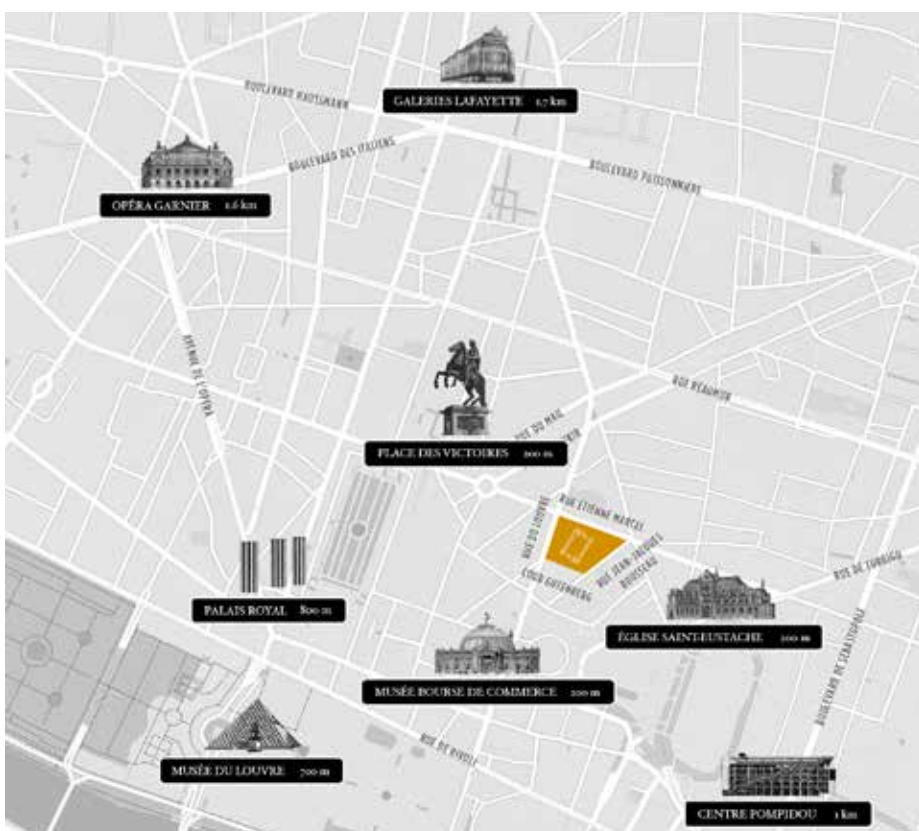 GALERIES LAFAYETTE 1.7 km
BOULEVARD HAUSMANN
BOULEVARD DES ITALIENS
BOULEVARD POISSONNIÈRE
OPÉRA GARNIER 1.6 km
AVENUE DE L'OPÉRA
RUE RÉAUMUR
RUE DU MAIL
PLACE DES VICTOIRES 200 m
RUE DU LOUVRE
RUE ÉTIENNE MARCEL
RUE JEAN-JACQUES
ROUSSEAU
COUR GUTENBERG
RUE DE TURBIGO
PALAIS ROYAL 800 m
ÉGLISE SAINT-EUSTACHE 200 m
MUSÉE BOURSE DE COMMERCE 200 m
BOULEVARD DE SÉBASTOPOL
RUE DE RIVOLI
MUSÉE DU LOUVRE 700 m
CENTRE POMPIDOU 1 km